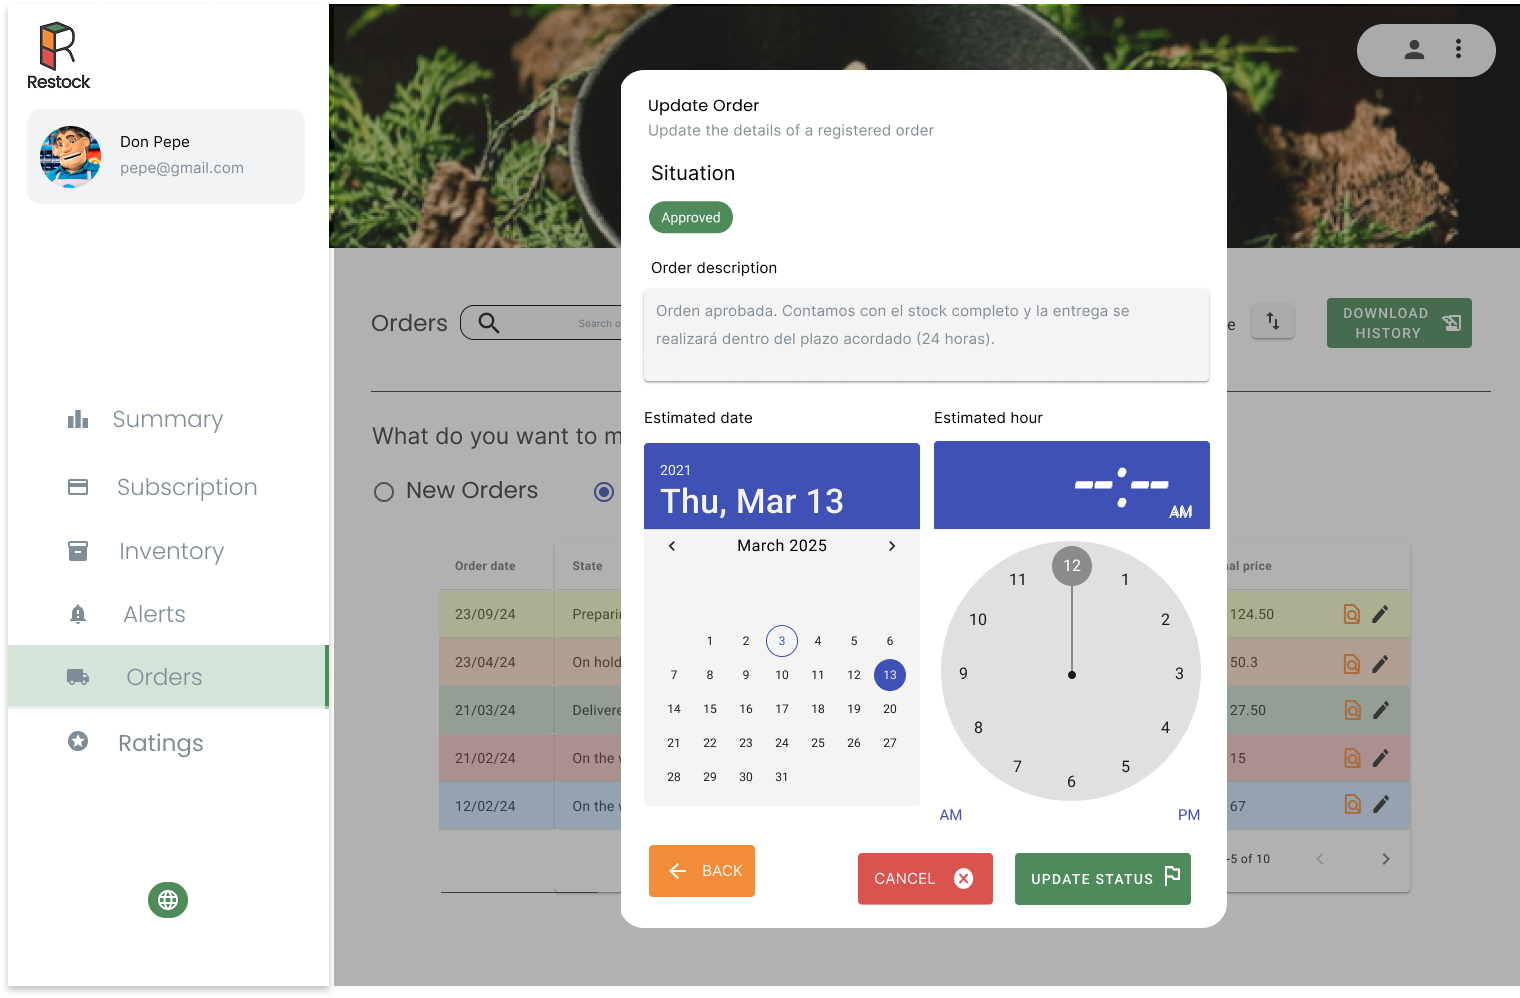 Restock
Don Pepe
pepe@gmail.com
Summary
Subscription
Inventory
Alerts
Orders
Ratings
Orders
Search o
e
DOWNLOAD
HISTORY
What do you want to m
New Orders
Order date
State
al price
23/09/24
Prepari
124.50
23/04/24
On hold
50.3
21/03/24
Delivere
27.50
21/02/24
On the
15
12/02/24
On the
67
-5 of 10
Update Order
Update the details of a registered order
Situation
Approved
Order description
Orden aprobada. Contamos con el stock completo y la entrega se
realizará dentro del plazo acordado (24 horas).
Estimated date
2021
Thu, Mar 13
March 2025
1 2 3 4 5 6
7 8 9 10 11 12 13
14 15 16 17 18 19 20
21 22 23 24 25 26 27
28 29 30 31
Estimated hour
--:--
AM
12
11 1
10 2
9 3
8 4
7 5
6
AM PM
BACK
CANCEL
UPDATE STATUS